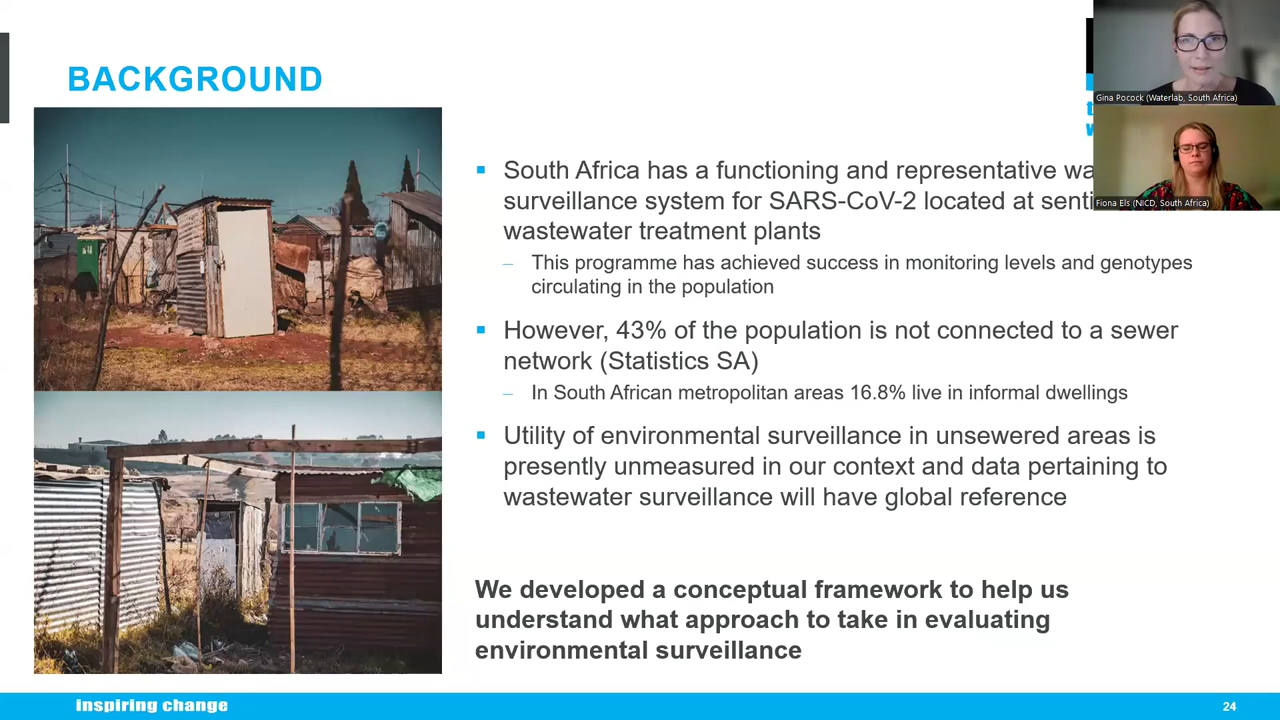 BACKGROUND
Gina Pocock (Waterlab, South Africa)
Fiona Els (NICD, South Africa)
▪ South Africa has a functioning and representative
surveillance system for SARS-CoV-2 located at
wastewater treatment plants
– This programme has achieved success in monitoring levels and genotypes
circulating in the population
▪ However, 43% of the population is not connected to a sewer
network (Statistics SA)
– In South African metropolitan areas 16.8% live in informal dwellings
▪ Utility of environmental surveillance in unsewered areas is
presently unmeasured in our context and data pertaining to
wastewater surveillance will have global reference
We developed a conceptual framework to help us
understand what approach to take in evaluating
environmental surveillance
inspiring change
24